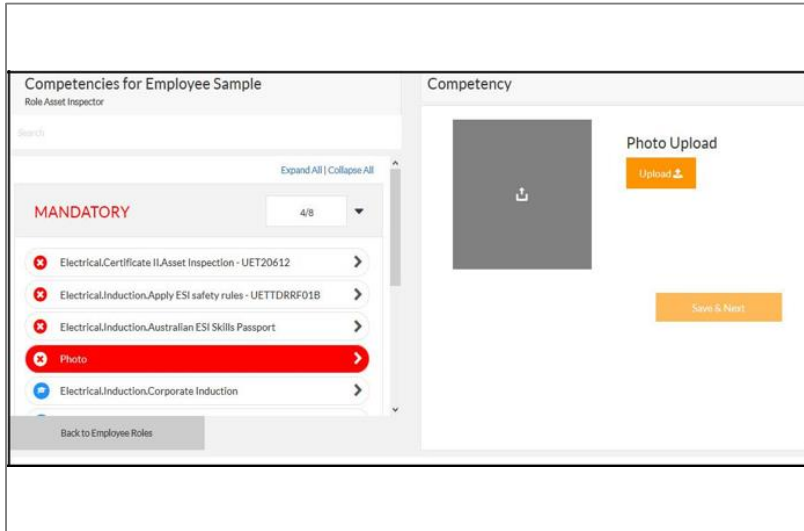 Competencies for Employee Sample
Role Asset Inspector
Search
Expand All | Collapse All
MANDATORY
4/8
Electrical.Certificate II.Asset Inspection - UET20612
Electrical.Induction.Apply ESI safety rules - UETTDRRF01B
Electrical.Induction.Australian ESI Skills Passport
Photo
Electrical.Induction.Corporate Induction
Back to Employee Roles
Competency
Photo Upload
Upload
Save & Next